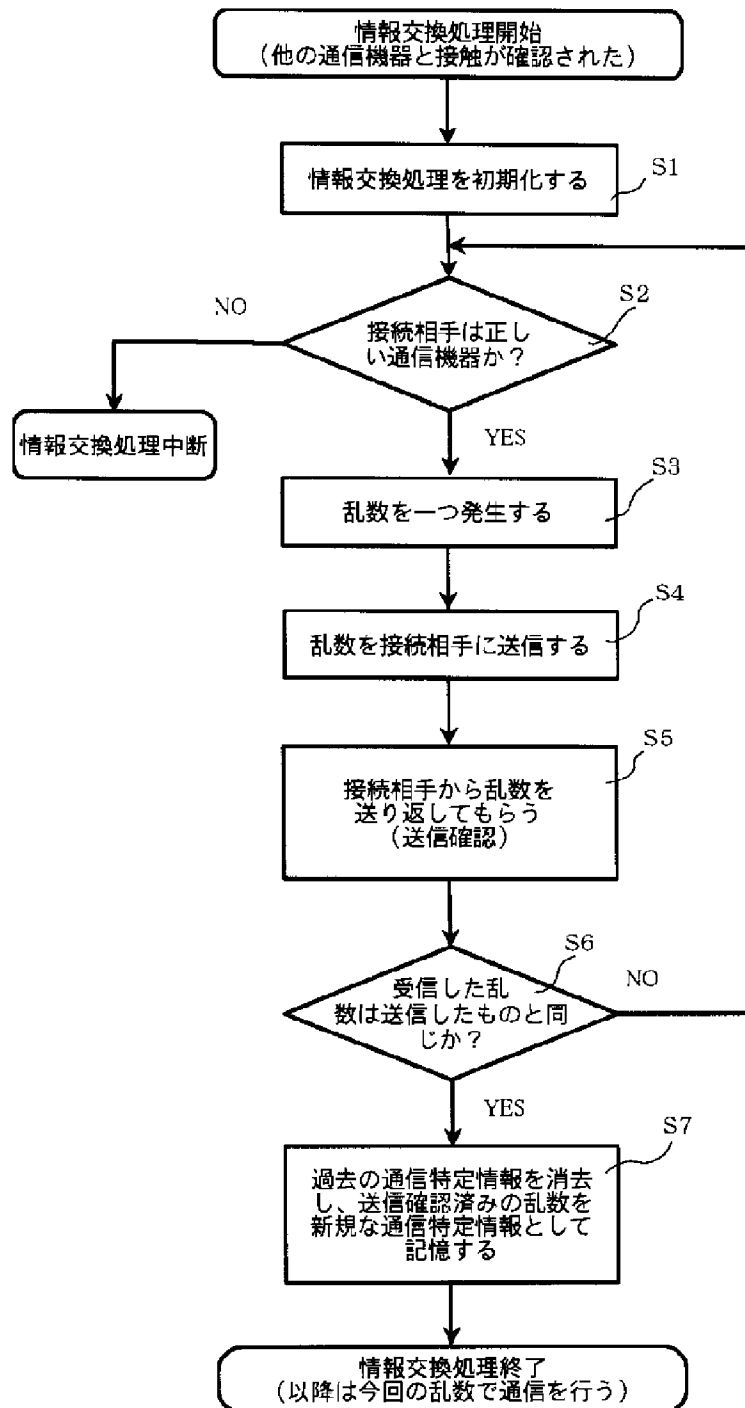 情報交換処理開始
（他の通信機器と接触が確認された）
情報交換処理を初期化する
S1
接続相手は正し
い通信機器か？
S2
NO
情報交換処理中断
YES
乱数を一つ発生する
S3
乱数を接続相手に送信する
S4
接続相手から乱数を
送り返してもらう
（送信確認）
S5
受信した乱
数は送信したものと同
じか？
S6
NO
YES
過去の通信特定情報を消去
し、送信確認済みの乱数を
新規な通信特定情報として
記憶する
S7
情報交換処理終了
（以降は今回の乱数で通信を行う）